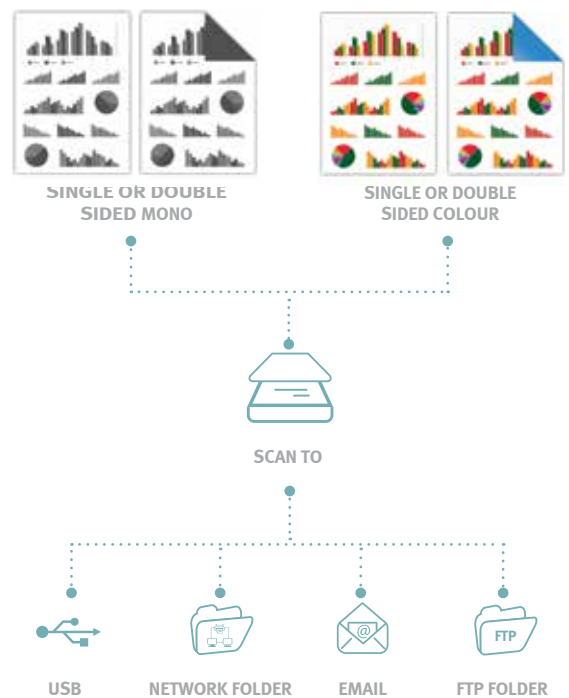 SINGLE OR DOUBLE
SIDED MONO
SINGLE OR DOUBLE
SIDED COLOUR
SCAN TO
@
FTP
USB
NETWORK FOLDER
EMAIL
FTP FOLDER